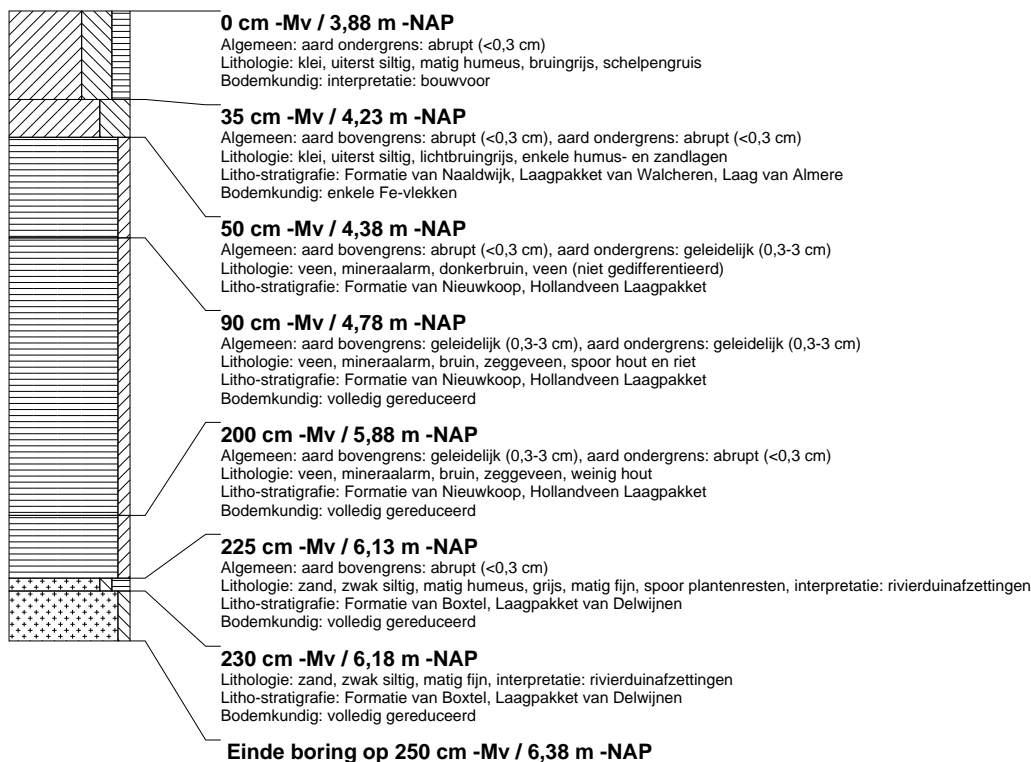 0 cm -Mv / 3,88 m -NAP
Algemeen: aard ondergrens: abrupt (<0,3 cm)
Lithologie: klei, uiterst siltig, matig humeus, bruingrijs, schelpengruis
Bodemkundig: interpretatie: bouwvoor
35 cm -Mv / 4,23 m -NAP
Algemeen: aard bovengrens: abrupt (<0,3 cm), aard ondergrens: abrupt (<0,3 cm)
Lithologie: klei, uiterst siltig, lichtbruingrijs, enkele humus- en zandlagen
Litho-stratigrafie: Formatie van Naaldwijk, Laagpakket van Walcheren, Laag van Almere
Bodemkundig: enkele Fe-vlekken
50 cm -Mv / 4,38 m -NAP
Algemeen: aard bovengrens: abrupt (<0,3 cm), aard ondergrens: geleidelijk (0,3-3 cm)
Lithologie: veen, mineraalarm, donkerbruin, veen (niet gedifferentieerd)
Litho-stratigrafie: Formatie van Nieuwkoop, Hollandveen Laagpakket
90 cm -Mv / 4,78 m -NAP
Algemeen: aard bovengrens: geleidelijk (0,3-3 cm), aard ondergrens: geleidelijk (0,3-3 cm)
Lithologie: veen, mineraalarm, bruin, zeggeveen, spoor hout en riet
Litho-stratigrafie: Formatie van Nieuwkoop, Hollandveen Laagpakket
Bodemkundig: volledig gereduceerd
200 cm -Mv / 5,88 m -NAP
Algemeen: aard bovengrens: geleidelijk (0,3-3 cm), aard ondergrens: abrupt (<0,3 cm)
Lithologie: veen, mineraalarm, bruin, zeggeveen, weinig hout
Litho-stratigrafie: Formatie van Nieuwkoop, Hollandveen Laagpakket
Bodemkundig: volledig gereduceerd
225 cm -Mv / 6,13 m -NAP
Algemeen: aard bovengrens: abrupt (<0,3 cm)
Lithologie: zand, zwak siltig, matig humeus, grijs, matig fijn, spoor plantenresten, interpretatie: rivierduinafzettingen
Litho-stratigrafie: Formatie van Boxtel, Laagpakket van Delwijnen
Bodemkundig: volledig gereduceerd
230 cm -Mv / 6,18 m -NAP
Lithologie: zand, zwak siltig, matig fijn, interpretatie: rivierduinafzettingen
Litho-stratigrafie: Formatie van Boxtel, Laagpakket van Delwijnen
Bodemkundig: volledig gereduceerd
Einde boring op 250 cm -Mv / 6,38 m -NAP